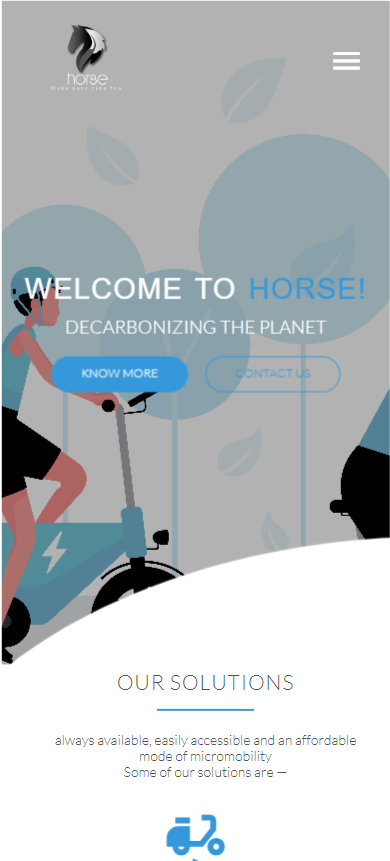 horse
Make your ride fun
WELCOME TO HORSE!
DECARBONIZING THE PLANET
KNOW MORE
CONTACT US
OUR SOLUTIONS
always available, easily accessible and an affordable
mode of micromobility
Some of our solutions are —